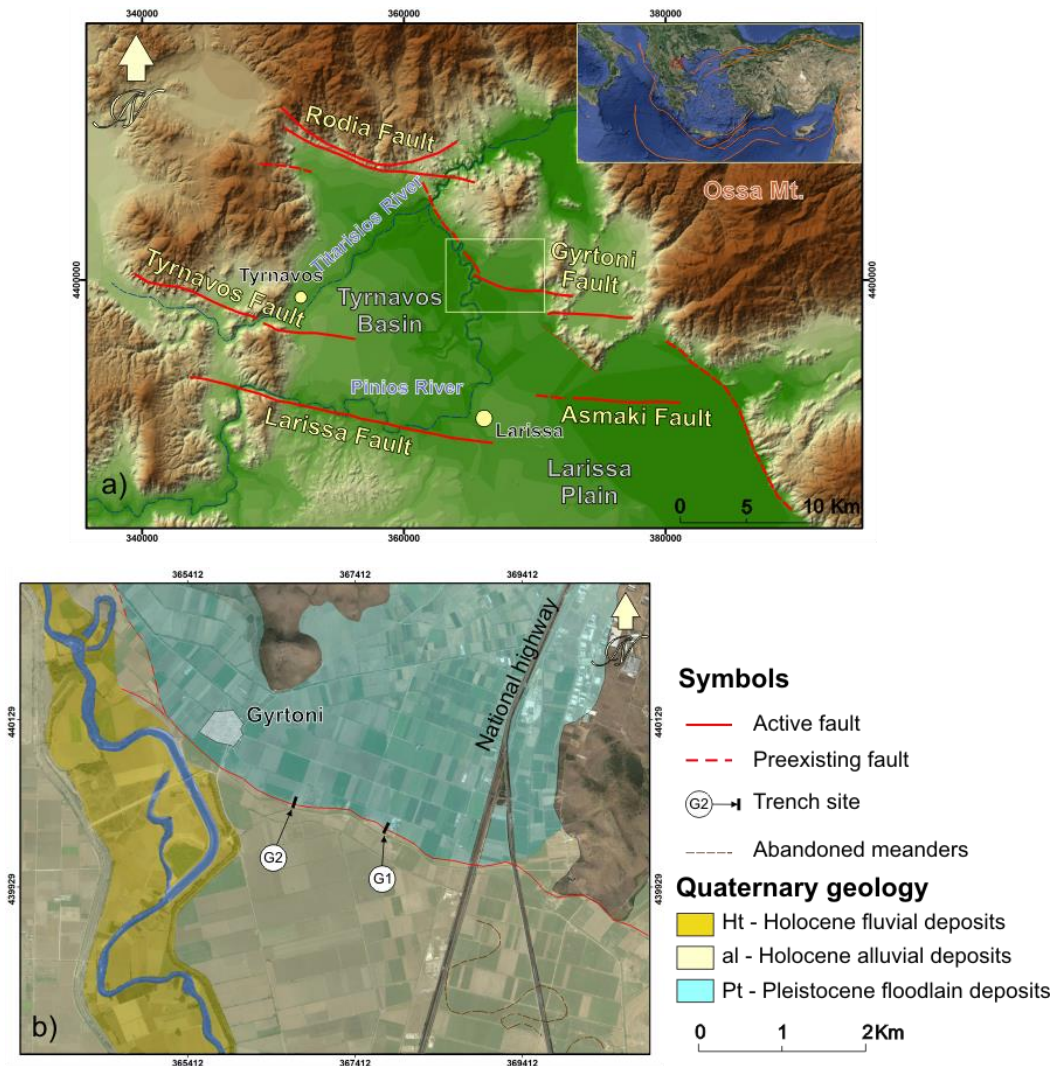 340000
360000
380000
N
Rodia Fault
Ossa Mt.
Titarisios River
Gyrtoni
Fault
4400000
4400000
Tyrnavos
Tyrnavos Fault
Tyrnavos
Basin
Pinios River
Asmaki Fault
Larissa Fault
Larissa
Larissa
Plain
a)
0 5 10 Km
340000
360000
380000
365412
367412
369412
N
National highway
440129
440129
Gyrtoni
G2
G1
439929
439929
b)
365412
367412
369412
Symbols
Active fault
Preexisting fault
G2 Trench site
Abandoned meanders
Quaternary geology
Ht - Holocene fluvial deposits
al - Holocene alluvial deposits
Pt - Pleistocene floodlain deposits
0 1 2Km